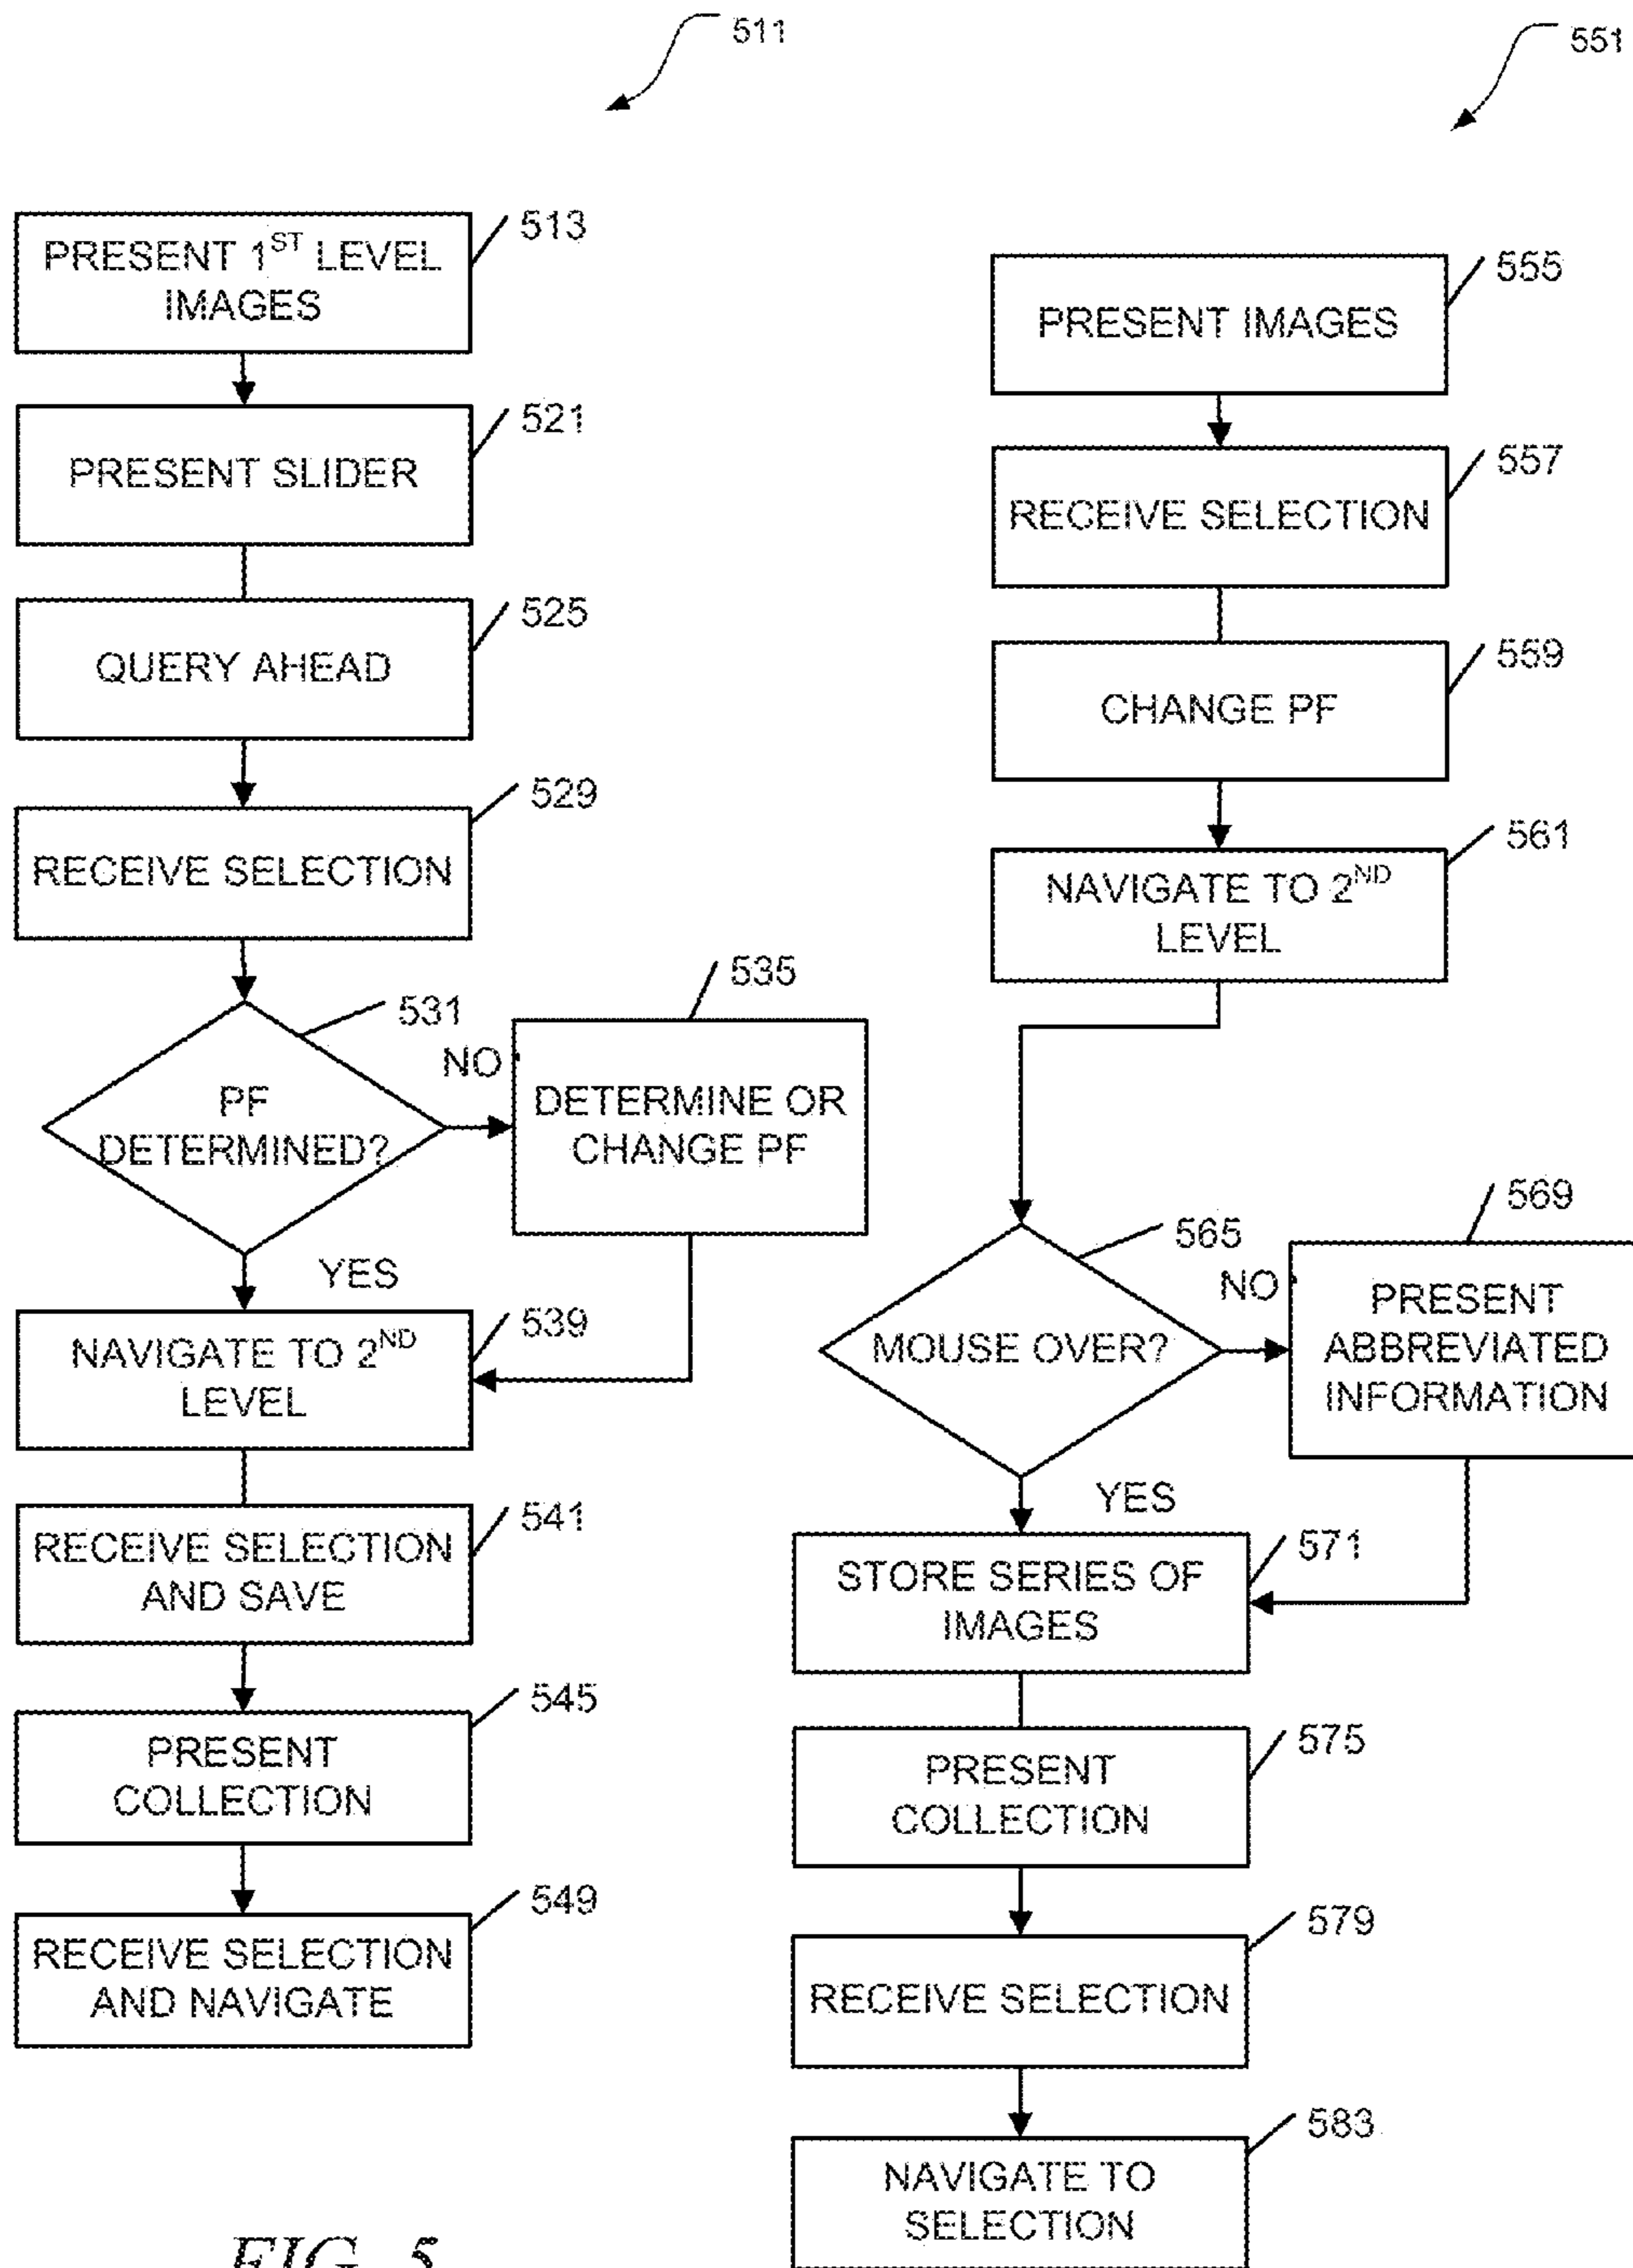 511
513
PRESENT 1ST LEVEL
IMAGES
521
PRESENT SLIDER
525
QUERY AHEAD
529
RECEIVE SELECTION
531
PF
DETERMINED?
NO
535
DETERMINE OR
CHANGE PF
YES
539
NAVIGATE TO 2ND
LEVEL
541
RECEIVE SELECTION
AND SAVE
545
PRESENT
COLLECTION
549
RECEIVE SELECTION
AND NAVIGATE
551
555
PRESENT IMAGES
557
RECEIVE SELECTION
559
CHANGE PF
561
NAVIGATE TO 2ND
LEVEL
565
MOUSE OVER?
NO
569
PRESENT
ABBREVIATED
INFORMATION
YES
571
STORE SERIES OF
IMAGES
575
PRESENT
COLLECTION
579
RECEIVE SELECTION
583
NAVIGATE TO
SELECTION
FIG. 5